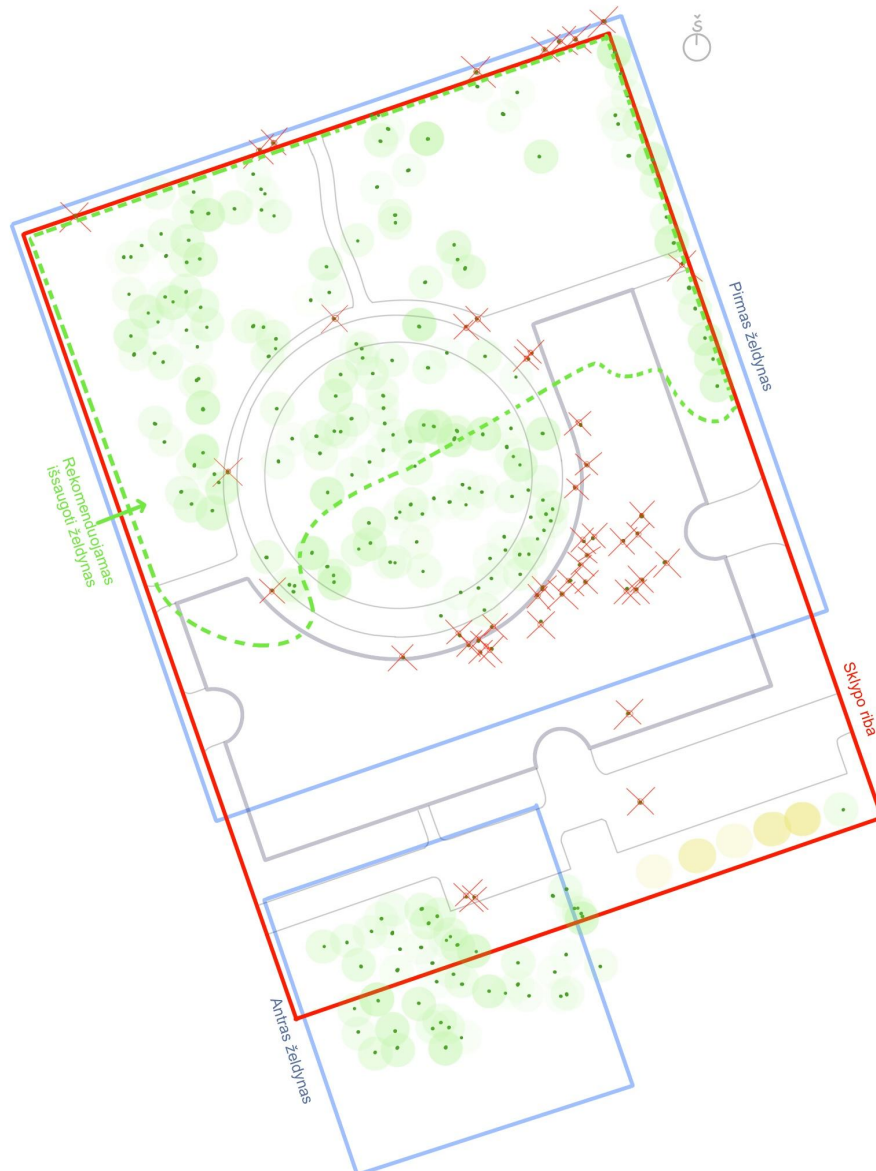 Š
Pirmas želdynas
Rekomenduojamas
išsaugoti želdynas
Sklypo riba
Antras želdynas